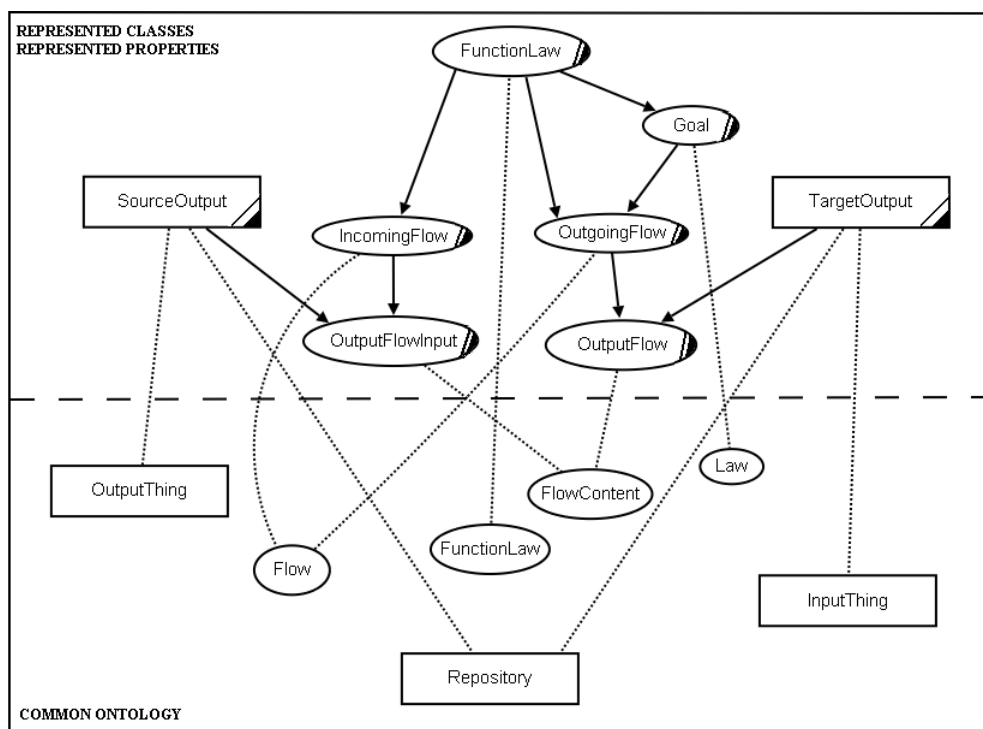 REPRESENTED CLASSES
REPRESENTED PROPERTIES
FunctionLaw
Goal
SourceOutput
TargetOutput
IncomingFlow
OutgoingFlow
OutputFlowInput
OutputFlow
Law
OutputThing
FlowContent
FunctionLaw
Flow
InputThing
Repository
COMMON ONTOLOGY